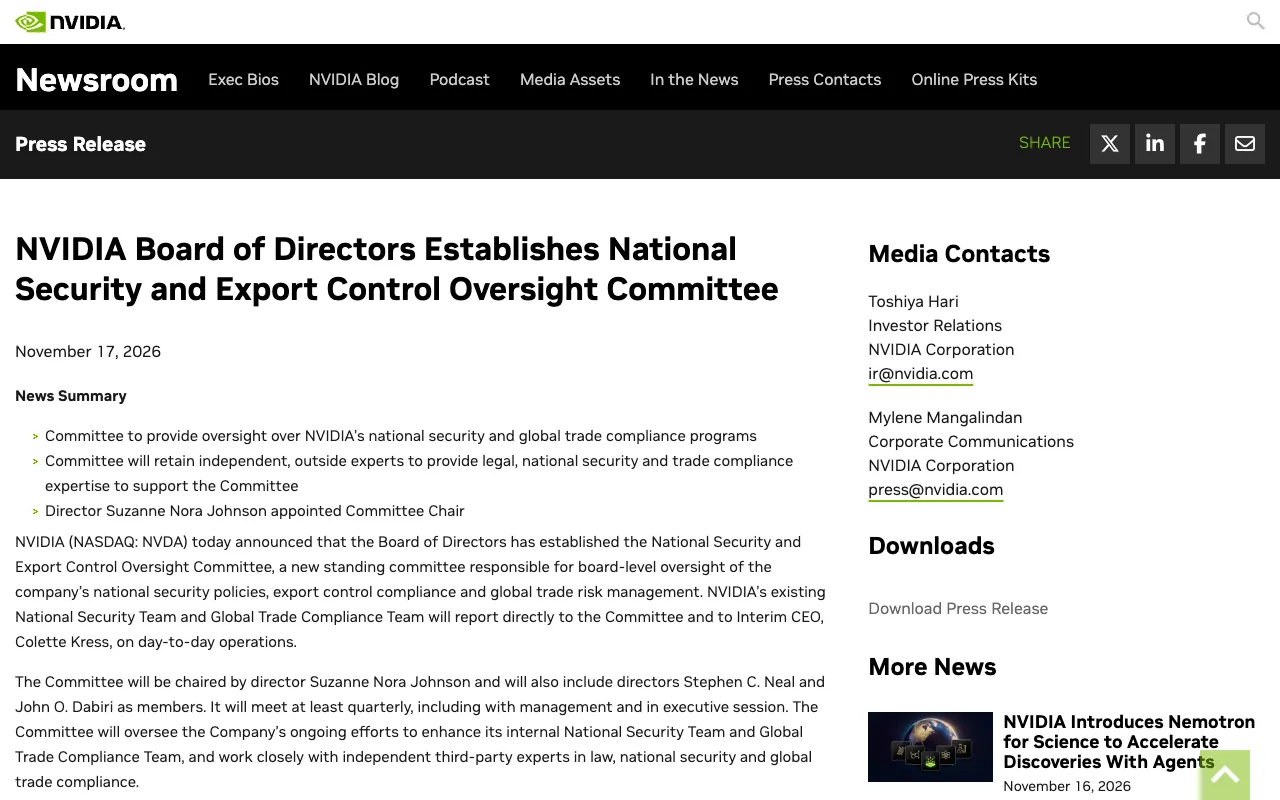 NVIDIA.
Newsroom
Exec Bios
NVIDIA Blog
Podcast
Media Assets
In the News
Press Contacts
Online Press Kits
Press Release
SHARE
NVIDIA Board of Directors Establishes National
Security and Export Control Oversight Committee
November 17, 2026
News Summary
> Committee to provide oversight over NVIDIA's national security and global trade compliance programs
> Committee will retain independent, outside experts to provide legal, national security and trade compliance
expertise to support the Committee
> Director Suzanne Nora Johnson appointed Committee Chair
NVIDIA (NASDAQ: NVDA) today announced that the Board of Directors has established the National Security and
Export Control Oversight Committee, a new standing committee responsible for board-level oversight of the
company's national security policies, export control compliance and global trade risk management. NVIDIA's existing
National Security Team and Global Trade Compliance Team will report directly to the Committee and to Interim CEO,
Colette Kress, on day-to-day operations.
The Committee will be chaired by director Suzanne Nora Johnson and will also include directors Stephen C. Neal and
John O. Dabiri as members. It will meet at least quarterly, including with management and in executive session. The
Committee will oversee the Company's ongoing efforts to enhance its internal National Security Team and Global
Trade Compliance Team, and work closely with independent third-party experts in law, national security and global
trade compliance.
Media Contacts
Toshiya Hari
Investor Relations
NVIDIA Corporation
ir@nvidia.com
Mylene Mangalindan
Corporate Communications
NVIDIA Corporation
press@nvidia.com
Downloads
Download Press Release
More News
NVIDIA Introduces Nemotron
for Science to Accelerate
Discoveries With Agents
November 16, 2026